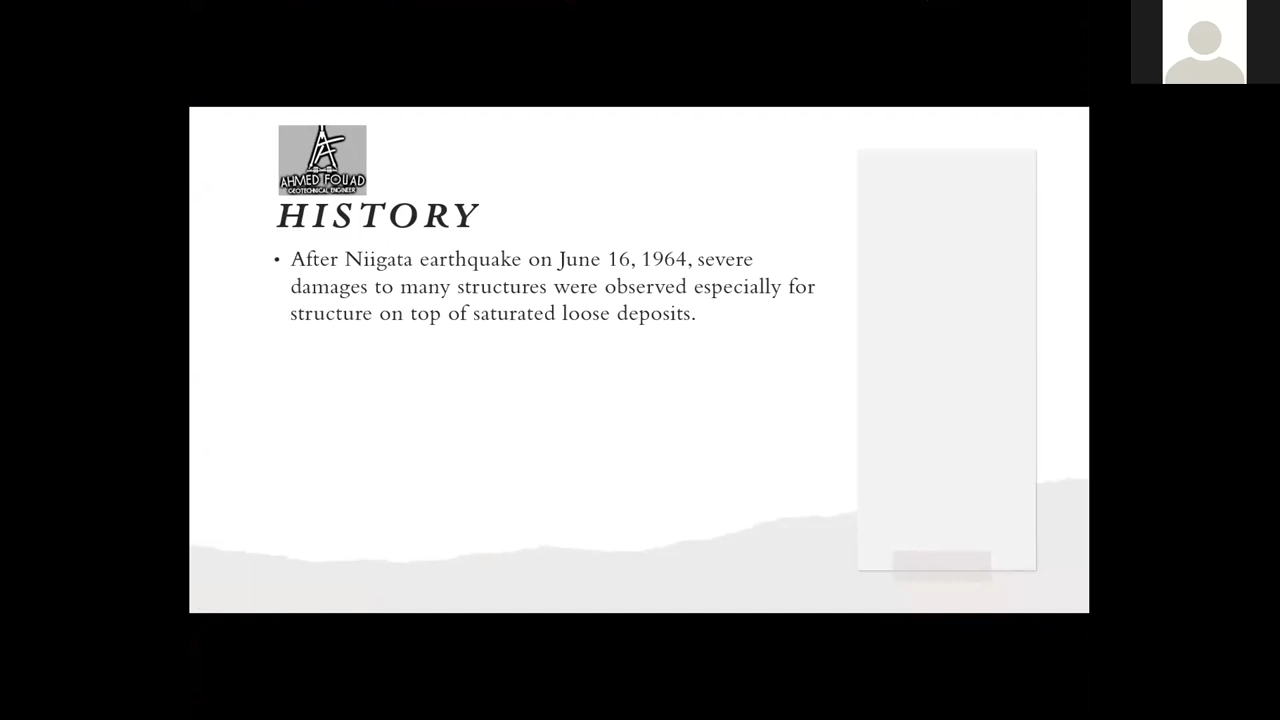 AHMED FOUAD
GEOTECHNICAL ENGINEER
HISTORY
• After Niigata earthquake on June 16, 1964, severe
damages to many structures were observed especially for
structure on top of saturated loose deposits.